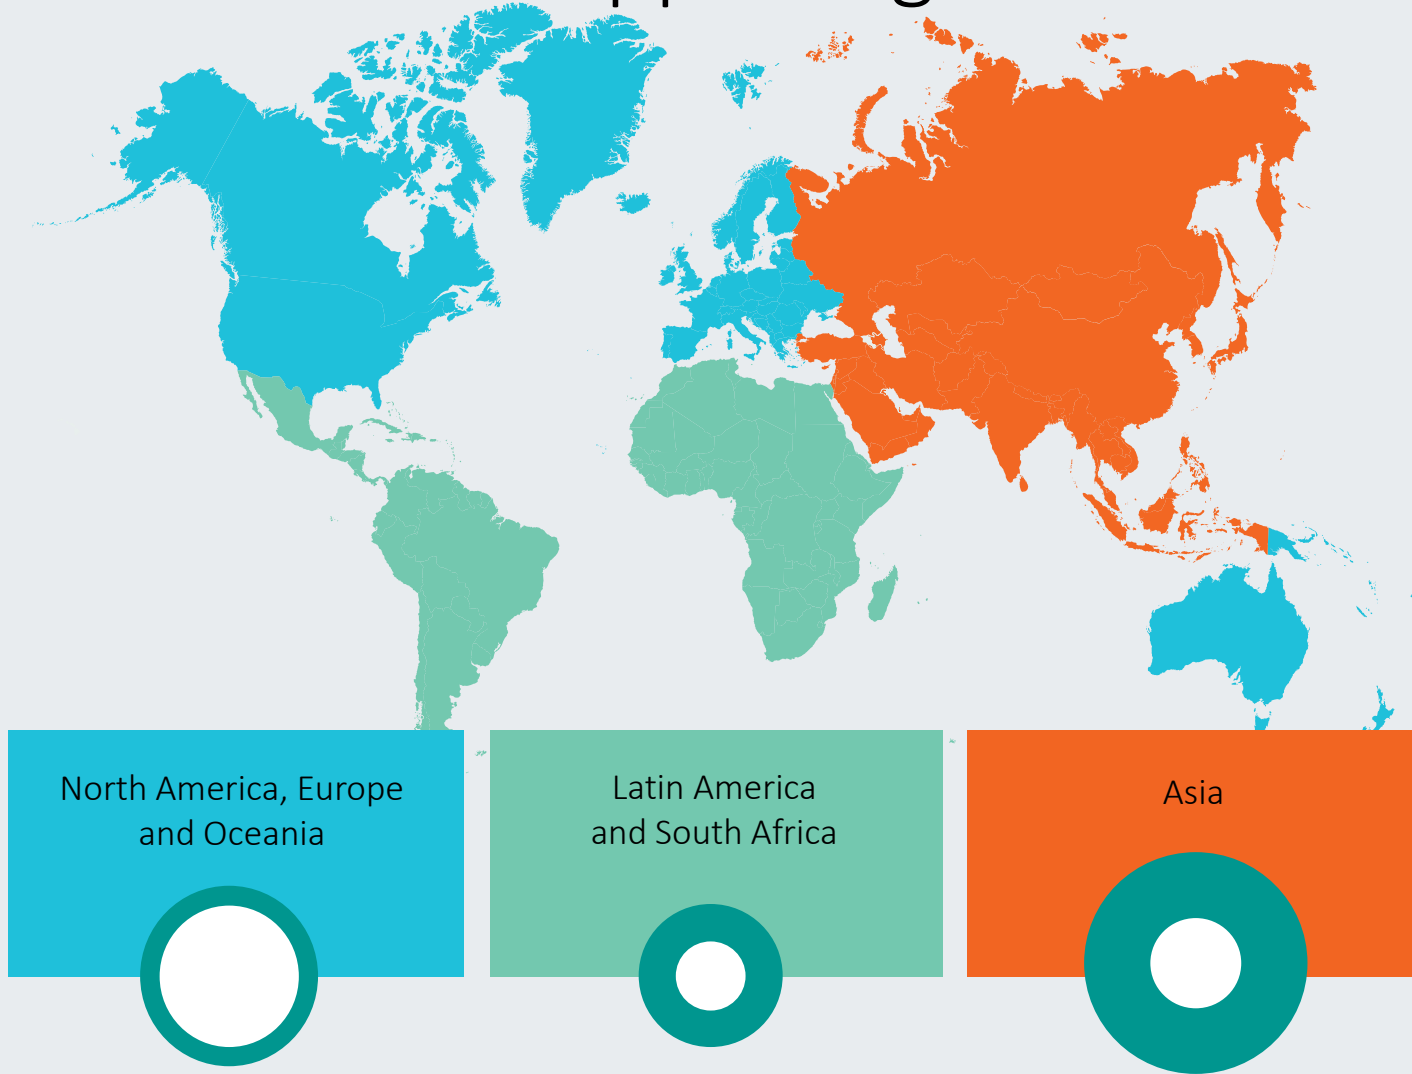 North America, Europe
and Oceania
Latin America
and South Africa
Asia